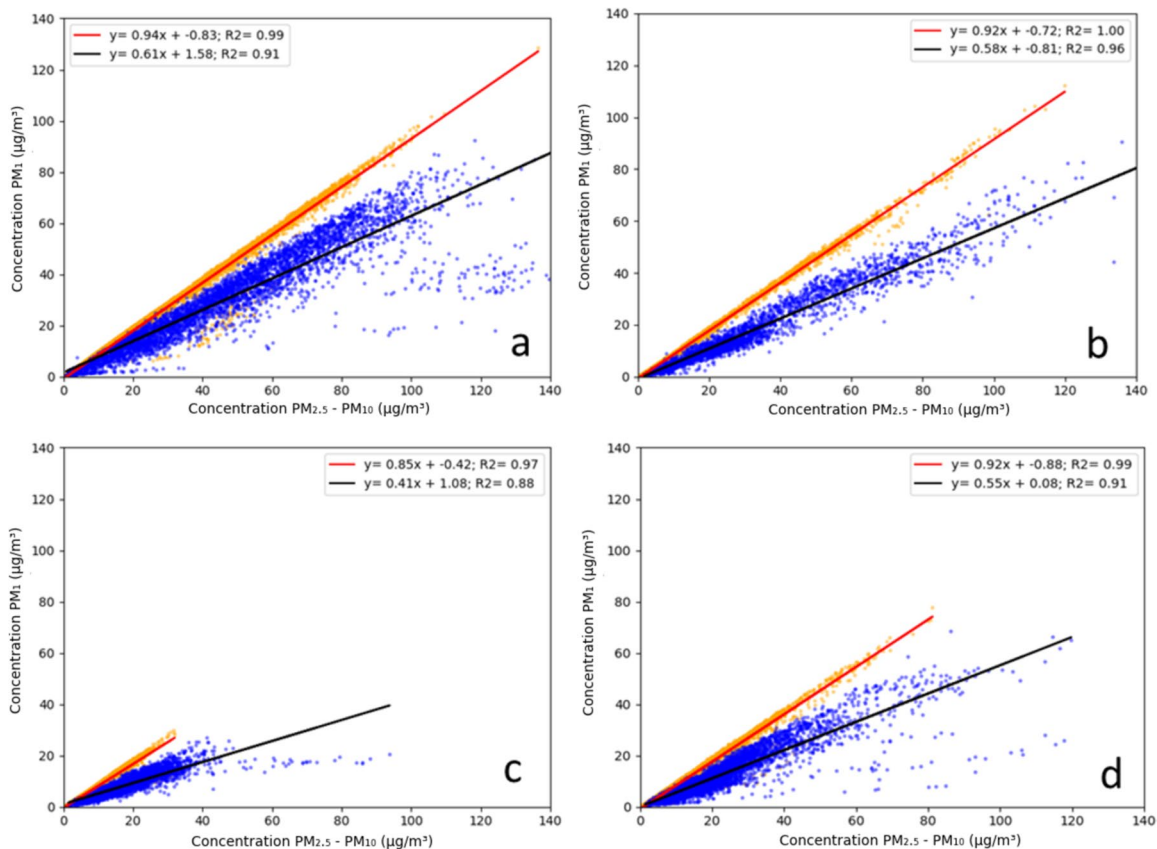 140
120
100
80
60
40
20
0
Concentration PM₁ (µg/m³)
y= 0.94x + -0.83; R2= 0.99
y= 0.61x + 1.58; R2= 0.91
a
0 20 40 60 80 100 120 140
Concentration PM₂.₅ - PM₁₀ (µg/m³)
140
120
100
80
60
40
20
0
Concentration PM₁ (µg/m³)
y= 0.92x + -0.72; R2= 1.00
y= 0.58x + -0.81; R2= 0.96
b
0 20 40 60 80 100 120 140
Concentration PM₂.₅ - PM₁₀ (µg/m³)
140
120
100
80
60
40
20
0
Concentration PM₁ (µg/m³)
y= 0.85x + -0.42; R2= 0.97
y= 0.41x + 1.08; R2= 0.88
c
0 20 40 60 80 100 120 140
Concentration PM₂.₅ - PM₁₀ (µg/m³)
140
120
100
80
60
40
20
0
Concentration PM₁ (µg/m³)
y= 0.92x + -0.88; R2= 0.99
y= 0.55x + 0.08; R2= 0.91
d
0 20 40 60 80 100 120 140
Concentration PM₂.₅ - PM₁₀ (µg/m³)